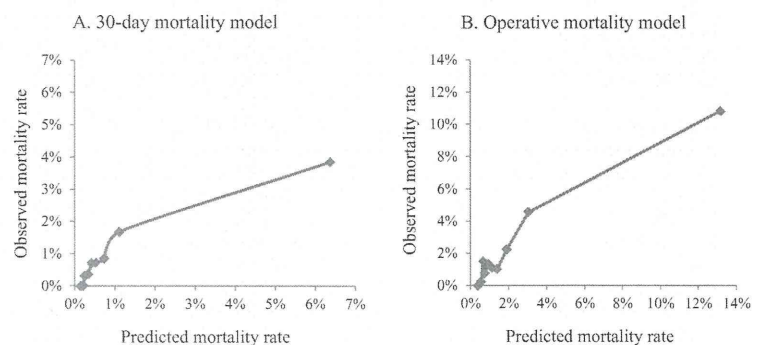 A. 30-day mortality model
7%
6%
5%
4%
3%
2%
1%
0%
Observed mortality rate
0% 1% 2% 3% 4% 5% 6% 7%
Predicted mortality rate
B. Operative mortality model
14%
12%
10%
8%
6%
4%
2%
0%
Observed mortality rate
0% 2% 4% 6% 8% 10% 12% 14%
Predicted mortality rate